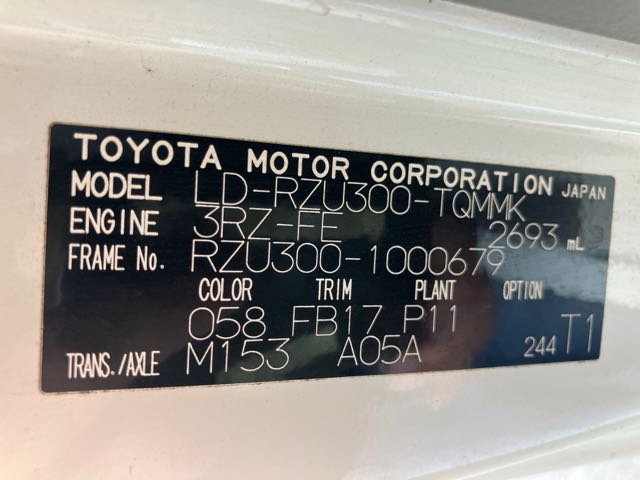 TOYOTA MOTOR CORPORATION JAPAN
MODEL LD-RZU300-TQMMK
ENGINE 3RZ-FE 2693 mL
FRAME No. RZU300-1000679
COLOR TRIM PLANT OPTION
058 FB17 P11
TRANS./AXLE M153 A05A 244 T1